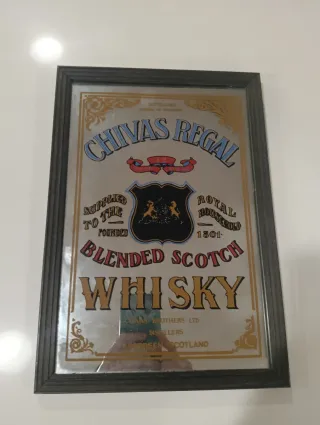 CHIVAS REGAL
SUPPLIED
TO THE
FOUNDED
ROYAL
HOUSEHOLD
1801
BLENDED SCOTCH
WHISKY
SCOTLAND